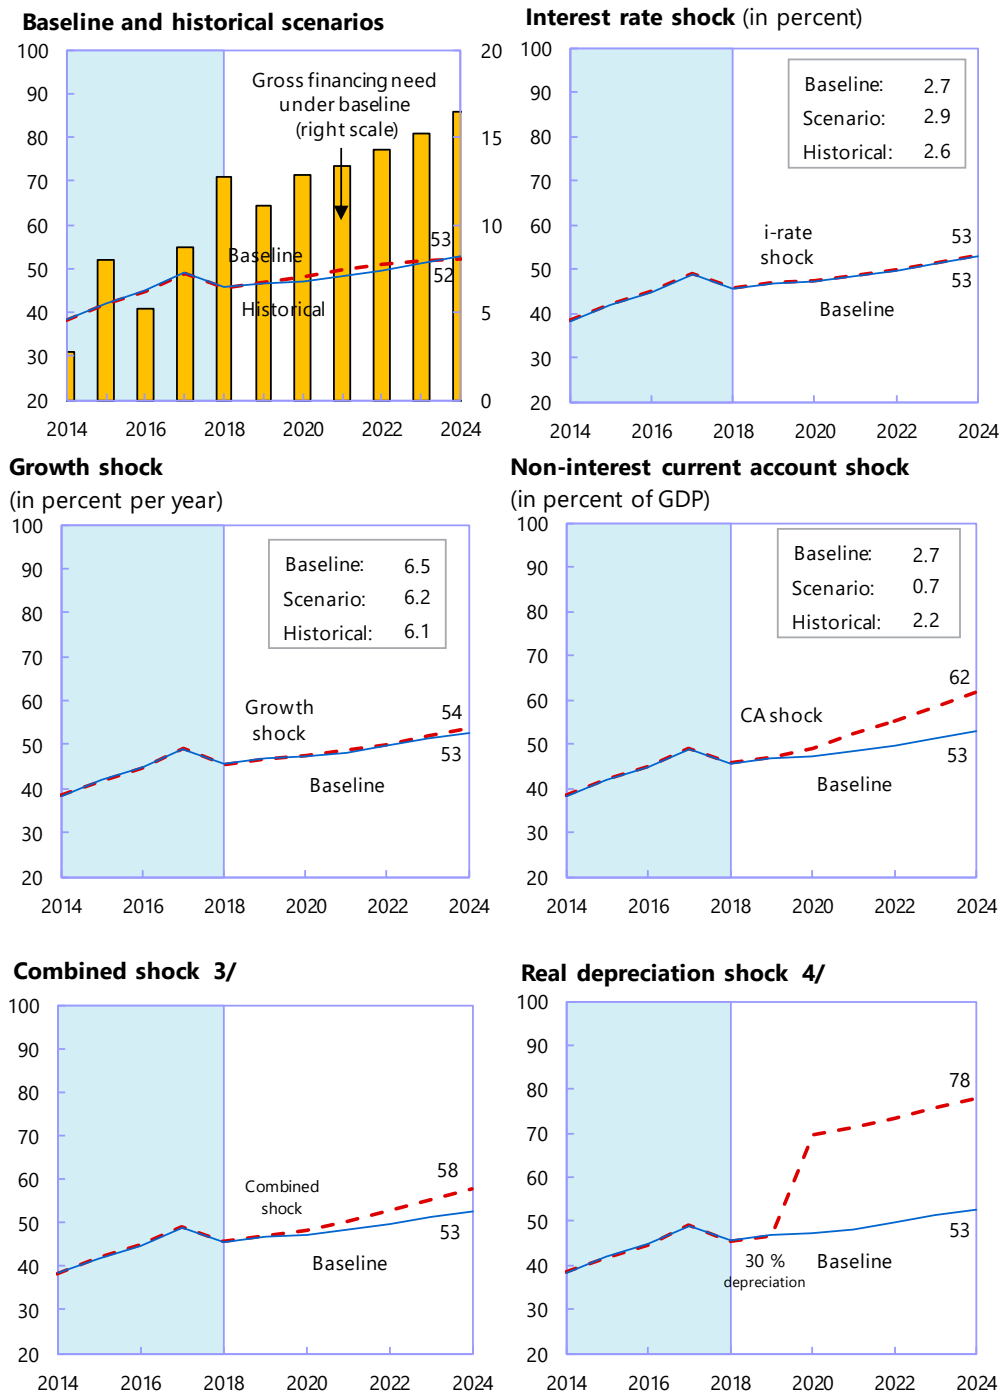 Baseline and historical scenarios
100
90
80
70
60
50
40
30
20
20
15
10
5
0
Gross financing need
under baseline
(right scale)
Baseline
Historical
53
52
2014 2016 2018 2020 2022 2024
Interest rate shock (in percent)
100
90
80
70
60
50
40
30
20
Baseline: 2.7
Scenario: 2.9
Historical: 2.6
i-rate
shock
53
53
Baseline
2014 2016 2018 2020 2022 2024
Growth shock
(in percent per year)
100
90
80
70
60
50
40
30
20
Baseline: 6.5
Scenario: 6.2
Historical: 6.1
Growth
shock
54
53
Baseline
2014 2016 2018 2020 2022 2024
Non-interest current account shock
(in percent of GDP)
100
90
80
70
60
50
40
30
20
Baseline: 2.7
Scenario: 0.7
Historical: 2.2
62
CA shock
53
Baseline
2014 2016 2018 2020 2022 2024
Combined shock 3/
100
90
80
70
60
50
40
30
20
58
Combined
shock
53
Baseline
2014 2016 2018 2020 2022 2024
Real depreciation shock 4/
100
90
80
70
60
50
40
30
20
78
53
30 %
depreciation
Baseline
2014 2016 2018 2020 2022 2024